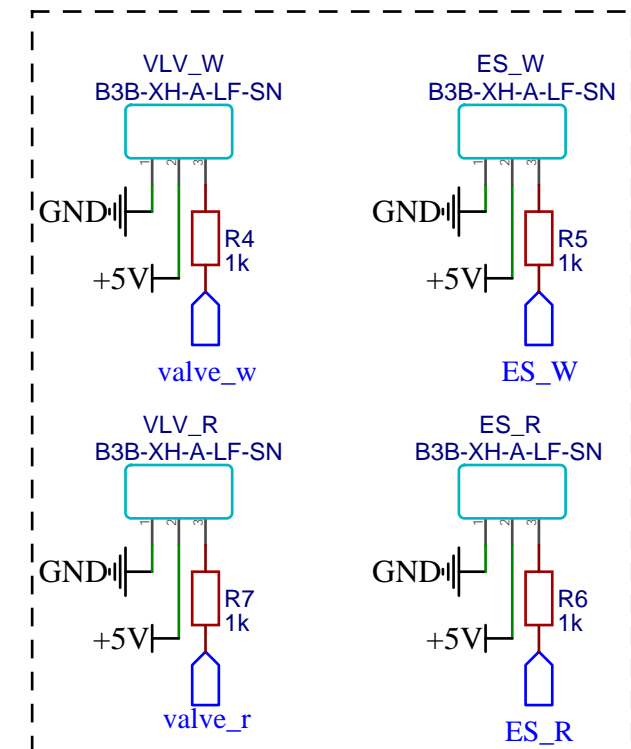 VLV_W
B3B-XH-A-LF-SN
1 2 3
GND
R4
1k
+5V
valve_w
ES_W
B3B-XH-A-LF-SN
1 2 3
GND
R5
1k
+5V
ES_W
VLV_R
B3B-XH-A-LF-SN
1 2 3
GND
R7
1k
+5V
valve_r
ES_R
B3B-XH-A-LF-SN
1 2 3
GND
R6
1k
+5V
ES_R